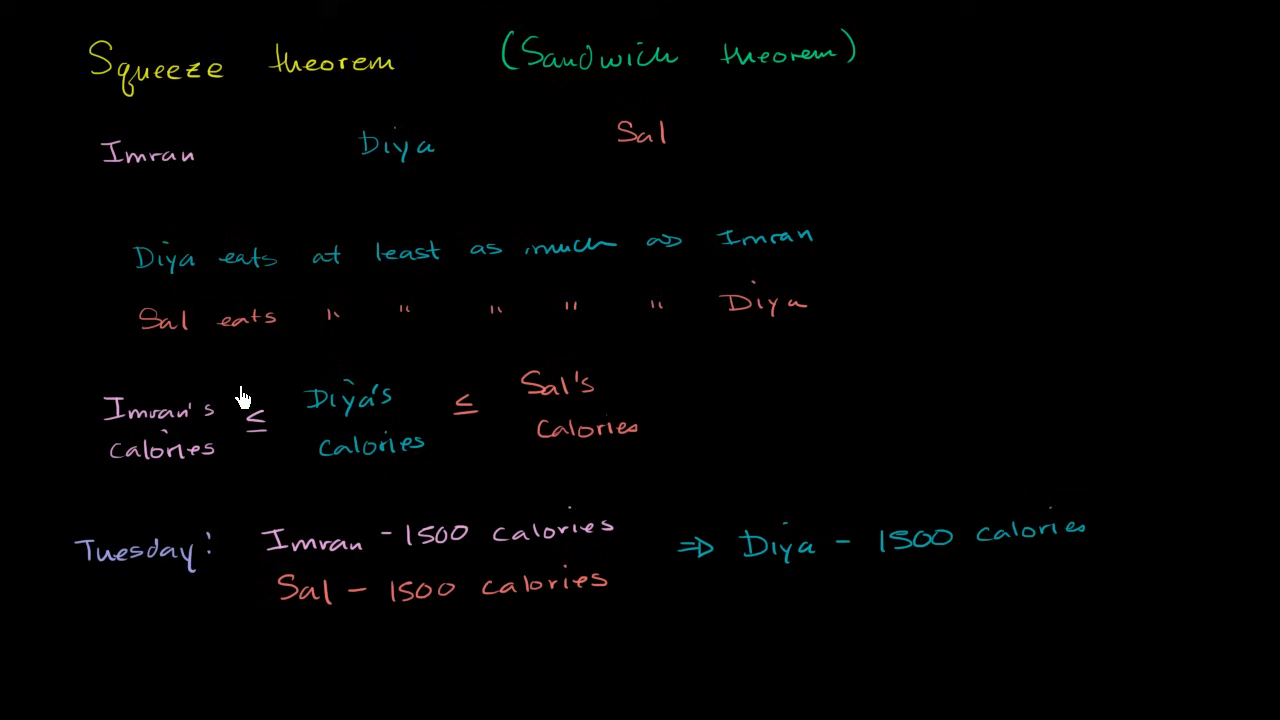 Squeeze theorem (Sandwich theorem)
Imran Diya Sal
Diya eats at least as much as Imran
Sal eats " " " " " Diya
Imran's ≤ Diya's ≤ Sal's
calories calories calories
Tuesday: Imran - 1500 calories ⇒ Diya - 1500 calories
Sal - 1500 calories